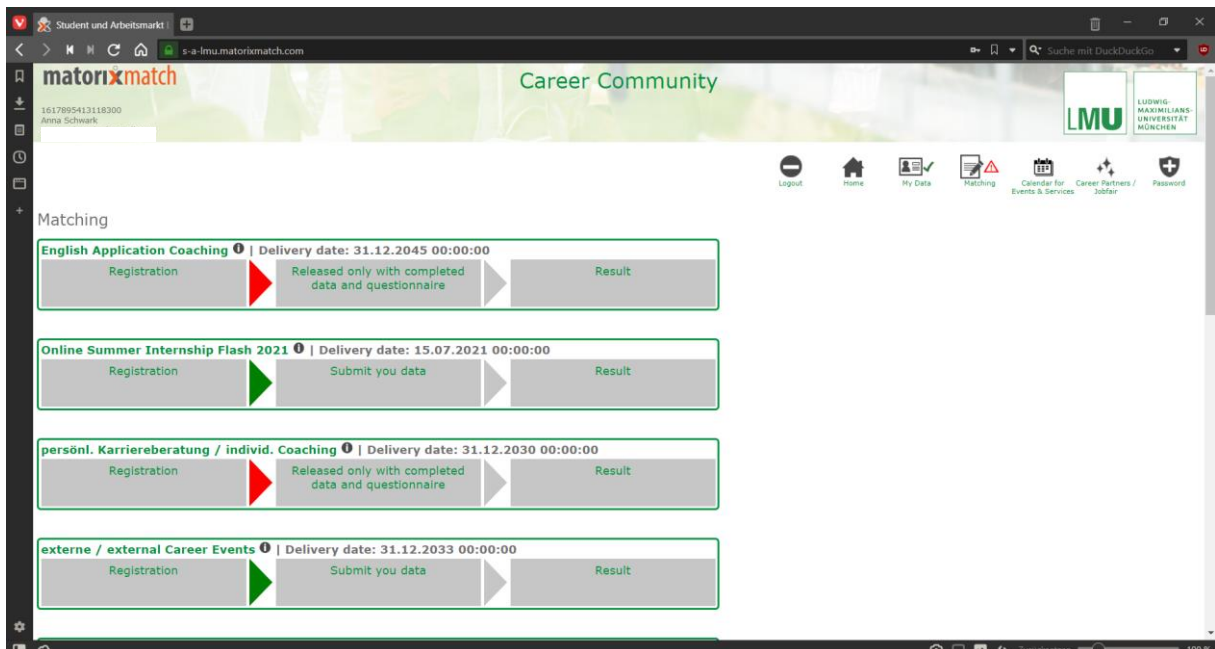 Student und Arbeitsmarkt
s-a-lmu.matorixmatch.com
Suche mit DuckDuckGo
matorixmatch
Career Community
1617895413118300
Anna Schwark
LMU
LUDWIG-
MAXIMILIANS-
UNIVERSITÄT
MÜNCHEN
Logout
Home
My Data
Matching
Calendar for
Events & Services
Career Partners /
Jobfair
Password
Matching
English Application Coaching | Delivery date: 31.12.2045 00:00:00
Registration
Released only with completed
data and questionnaire
Result
Online Summer Internship Flash 2021 | Delivery date: 15.07.2021 00:00:00
Registration
Submit you data
Result
persönl. Karriereberatung / individ. Coaching | Delivery date: 31.12.2030 00:00:00
Registration
Released only with completed
data and questionnaire
Result
externe / external Career Events | Delivery date: 31.12.2033 00:00:00
Registration
Submit you data
Result